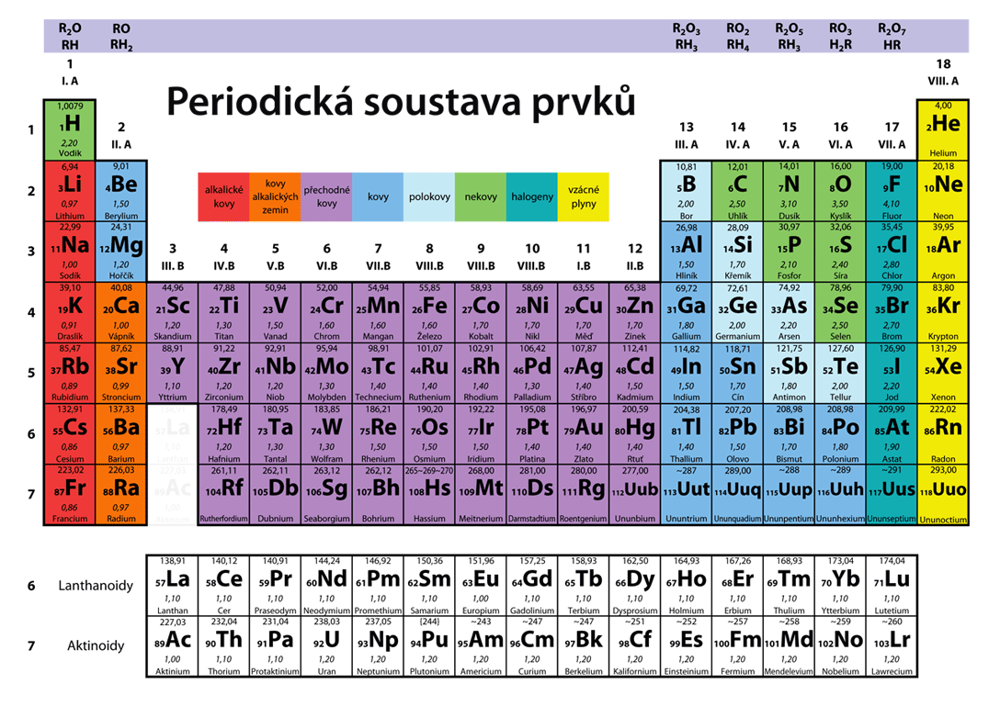 R₂O RO R₂O₃ RO₂ R₂O₅ RO₃ R₂O₇
RH RH₂ RH₃ RH₄ RH₃ H₂R HR
1 18
I. A VIII. A
Periodická soustava prvků
1,0079 4,00
1 ₁H 2 13 14 15 16 17 ₂He
2,20 II. A III. A IV. A V. A VI. A VII. A
Vodík Helium
6,94 9,01 10,81 12,01 14,01 16,00 19,00 20,18
2 ₃Li ₄Be ₅B ₆C ₇N ₈O ₉F ₁₀Ne
0,97 1,50 2,00 2,50 3,10 3,50 4,10
Lithium Berylium Bor Uhlík Dusík Kyslík Fluor Neon
alkalické kovy
kovy alkalických zemin
přechodné kovy
kovy
polokovy
nekovy
halogeny
vzácné plyny
22,99 24,31 26,98 28,09 30,97 32,06 35,45 39,95
3 ₁₁Na ₁₂Mg 3 4 5 6 7 8 9 10 11 12 ₁₃Al ₁₄Si ₁₅P ₁₆S ₁₇Cl ₁₈Ar
1,00 1,20 III. B IV.B V.B VI.B VII.B VIII.B VIII.B VIII.B I.B II.B 1,50 1,70 2,10 2,40 2,80
Sodík Hořčík Hliník Křemík Fosfor Síra Chlor Argon
39,10 40,08 44,96 47,88 50,94 52,00 54,94 55,85 58,93 58,69 63,55 65,38 69,72 72,61 74,92 78,96 79,90 83,80
4 ₁₉K ₂₀Ca ₂₁Sc ₂₂Ti ₂₃V ₂₄Cr ₂₅Mn ₂₆Fe ₂₇Co ₂₈Ni ₂₉Cu ₃₀Zn ₃₁Ga ₃₂Ge ₃₃As ₃₄Se ₃₅Br ₃₆Kr
0,91 1,00 1,20 1,30 1,50 1,60 1,60 1,60 1,70 1,70 1,70 1,70 1,80 2,00 2,20 2,50 2,70
Draslík Vápník Skandium Titan Vanad Chrom Mangan Železo Kobalt Nikl Měď Zinek Gallium Germanium Arsen Selen Brom Krypton
85,47 87,62 88,91 91,22 92,91 95,94 98,91 101,07 102,91 106,42 107,87 112,41 114,82 118,71 121,75 127,60 126,90 131,29
5 ₃₇Rb ₃₈Sr ₃₉Y ₄₀Zr ₄₁Nb ₄₂Mo ₄₃Tc ₄₄Ru ₄₅Rh ₄₆Pd ₄₇Ag ₄₈Cd ₄₉In ₅₀Sn ₅₁Sb ₅₂Te ₅₃I ₅₄Xe
0,89 0,99 1,10 1,20 1,20 1,30 1,40 1,40 1,40 1,30 1,40 1,50 1,50 1,70 1,80 2,00 2,20
Rubidium Stroncium Yttrium Zirconium Niob Molybden Technecium Ruthenium Rhodium Palladium Stříbro Kadmium Indium Cín Antimon Tellur Jod Xenon
132,91 137,33 178,49 180,95 183,85 186,21 190,20 192,22 195,08 196,97 200,59 204,38 207,20 208,98 208,98 209,99 222,02
6 ₅₅Cs ₅₆Ba ₇₂Hf ₇₃Ta ₇₄W ₇₅Re ₇₆Os ₇₇Ir ₇₈Pt ₇₉Au ₈₀Hg ₈₁Tl ₈₂Pb ₈₃Bi ₈₄Po ₈₅At ₈₆Rn
0,86 0,97 1,20 1,30 1,30 1,50 1,50 1,50 1,40 1,40 1,40 1,40 1,50 1,70 1,80 1,90
Cesium Barium Hafnium Tantal Wolfram Rhenium Osmium Iridium Platina Zlato Rtuť Thallium Olovo Bismut Polonium Astat Radon
223,02 226,03 261,11 262,11 263,12 262,12 265~269~270 268,00 281,00 280,00 277,00 ~287 289,00 ~288 ~289 ~291 293,00
7 ₈₇Fr ₈₈Ra ₁₀₄Rf ₁₀₅Db ₁₀₆Sg ₁₀₇Bh ₁₀₈Hs ₁₀₉Mt ₁₁₀Ds ₁₁₁Rg ₁₁₂Uub ₁₁₃Uut ₁₁₄Uuq ₁₁₅Uup ₁₁₆Uuh ₁₁₇Uus ₁₁₈Uuo
0,86 0,97
Francium Radium Rutherfordium Dubnium Seaborgium Bohrium Hassium Meitnerium Darmstadtium Roentgenium Ununbium Ununtrium Ununquadium Ununpentium Ununhexium Ununseptium Ununoctium
138,91 140,12 140,91 144,24 146,92 150,36 151,96 157,25 158,93 162,50 164,93 167,26 168,93 173,04 174,04
6 Lanthanoidy ₅₇La ₅₈Ce ₅₉Pr ₆₀Nd ₆₁Pm ₆₂Sm ₆₃Eu ₆₄Gd ₆₅Tb ₆₆Dy ₆₇Ho ₆₈Er ₆₉Tm ₇₀Yb ₇₁Lu
1,10 1,10 1,10 1,10 1,10 1,10 1,00 1,10 1,10 1,10 1,10 1,10 1,10 1,10 1,10
Lanthan Cer Praseodym Neodymium Promethium Samarium Europium Gadolinium Terbium Dysprosium Holmium Erbium Thulium Ytterbium Lutetium
227,03 232,04 231,04 238,03 237,05 {244} ~243 ~247 ~247 ~251 ~252 ~257 ~258 ~259 ~260
7 Aktinoidy ₈₉Ac ₉₀Th ₉₁Pa ₉₂U ₉₃Np ₉₄Pu ₉₅Am ₉₆Cm ₉₇Bk ₉₈Cf ₉₉Es ₁₀₀Fm ₁₀₁Md ₁₀₂No ₁₀₃Lr
1,00 1,10 1,10 1,20 1,20 1,20 1,20 1,20 1,20 1,20 1,20 1,20 1,20 1,20 1,20
Aktinium Thorium Protaktinium Uran Neptunium Plutonium Americium Curium Berkelium Kalifornium Einsteinium Fermium Mendelevium Nobelium Lawrecium